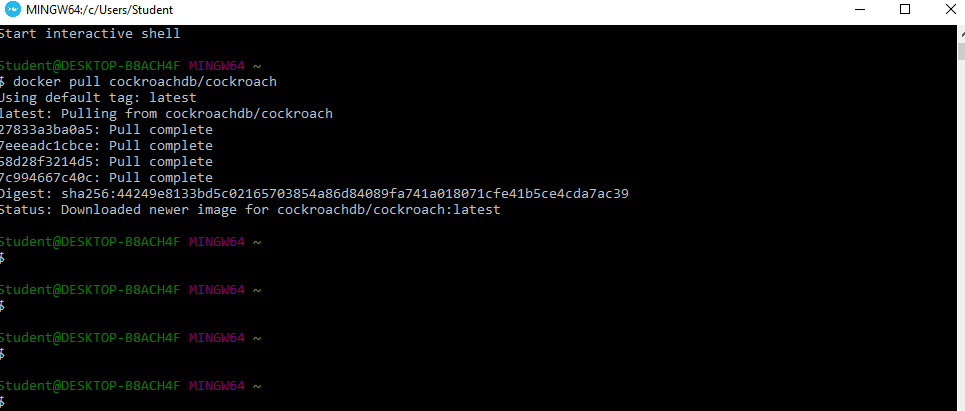 MINGW64:/c/Users/Student
Start interactive shell
Student@DESKTOP-B8ACH4F MINGW64 ~
$ docker pull cockroachdb/cockroach
Using default tag: latest
latest: Pulling from cockroachdb/cockroach
27833a3ba0a5: Pull complete
7eeeadc1cbce: Pull complete
58d28f3214d5: Pull complete
7c994667c40c: Pull complete
Digest: sha256:44249e8133bd5c02165703854a86d84089fa741a018071cfe41b5ce4cda7ac39
Status: Downloaded newer image for cockroachdb/cockroach:latest
Student@DESKTOP-B8ACH4F MINGW64 ~
$
Student@DESKTOP-B8ACH4F MINGW64 ~
$
Student@DESKTOP-B8ACH4F MINGW64 ~
$
Student@DESKTOP-B8ACH4F MINGW64 ~
$